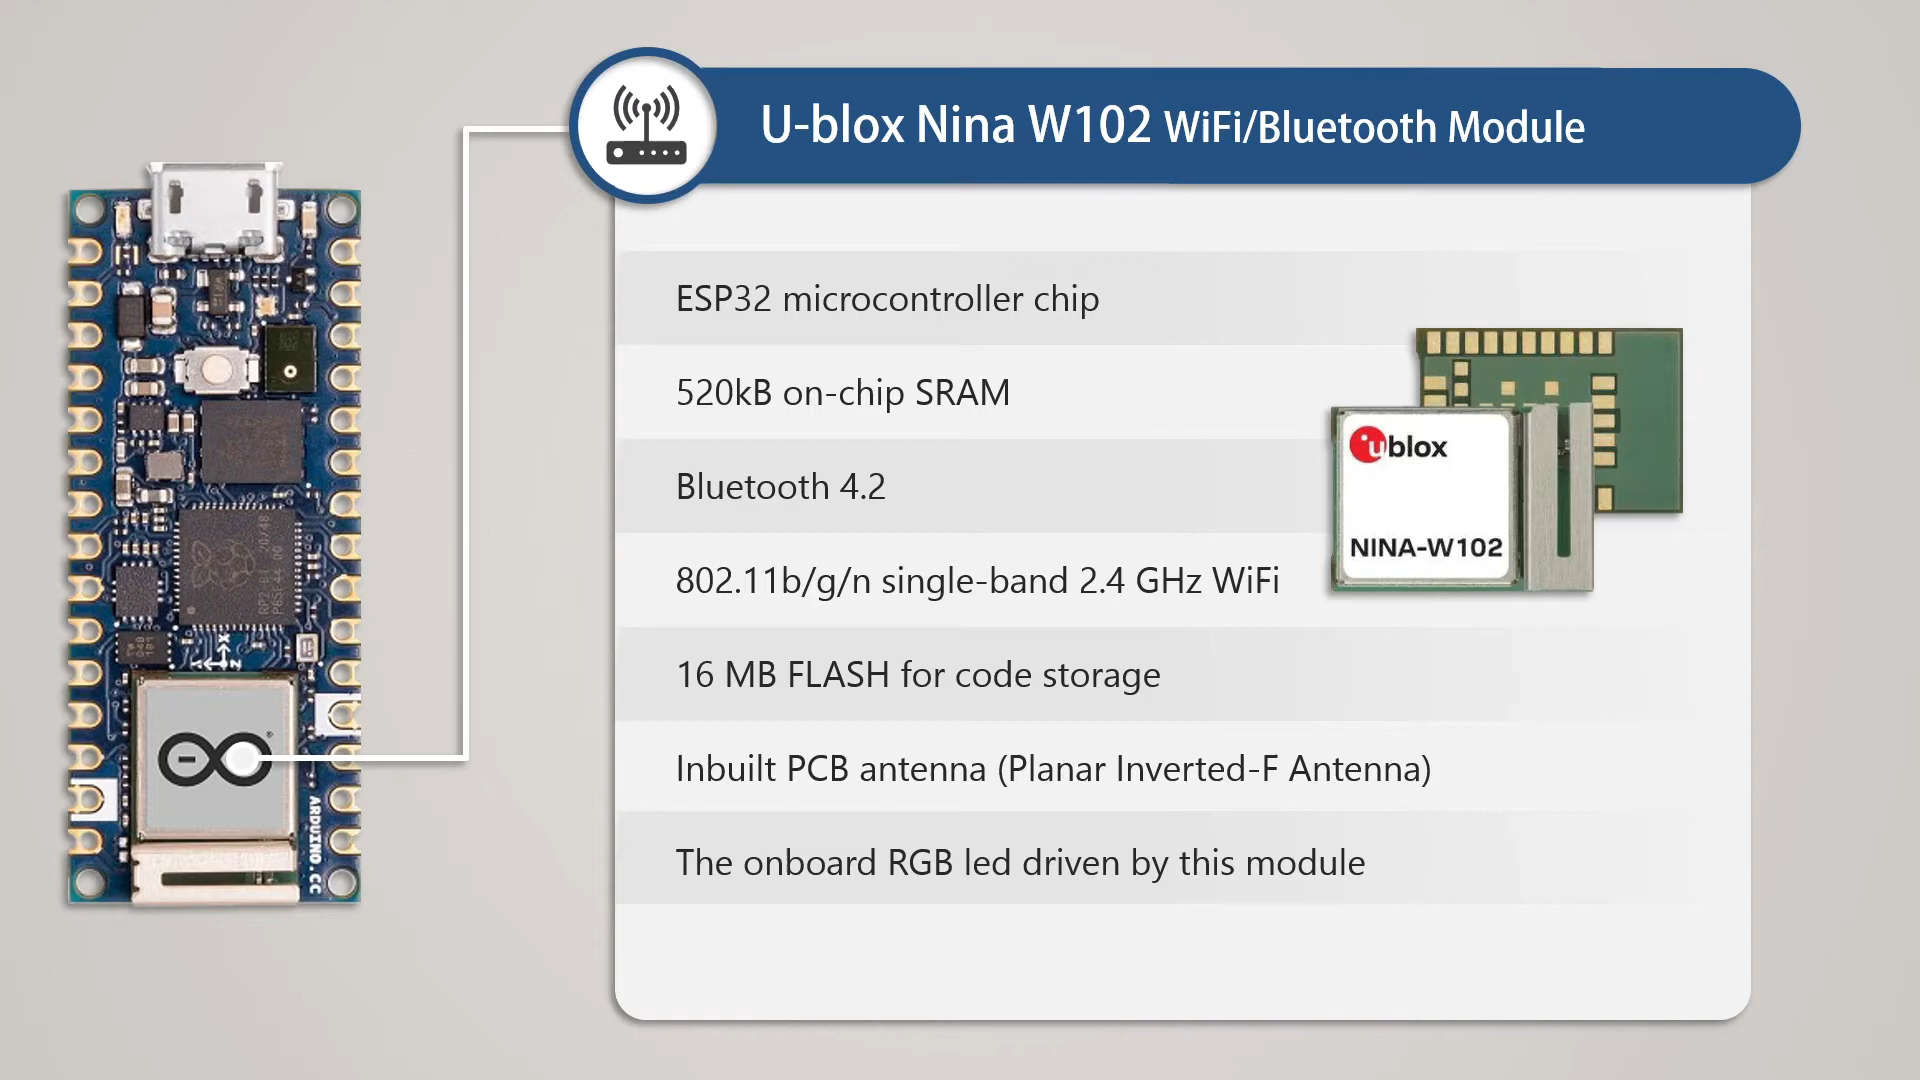 U-blox Nina W102 WiFi/Bluetooth Module
ESP32 microcontroller chip
520kB on-chip SRAM
Bluetooth 4.2
802.11b/g/n single-band 2.4 GHz WiFi
16 MB FLASH for code storage
Inbuilt PCB antenna (Planar Inverted-F Antenna)
The onboard RGB led driven by this module
ublox
NINA-W102
ARDUINO.CC